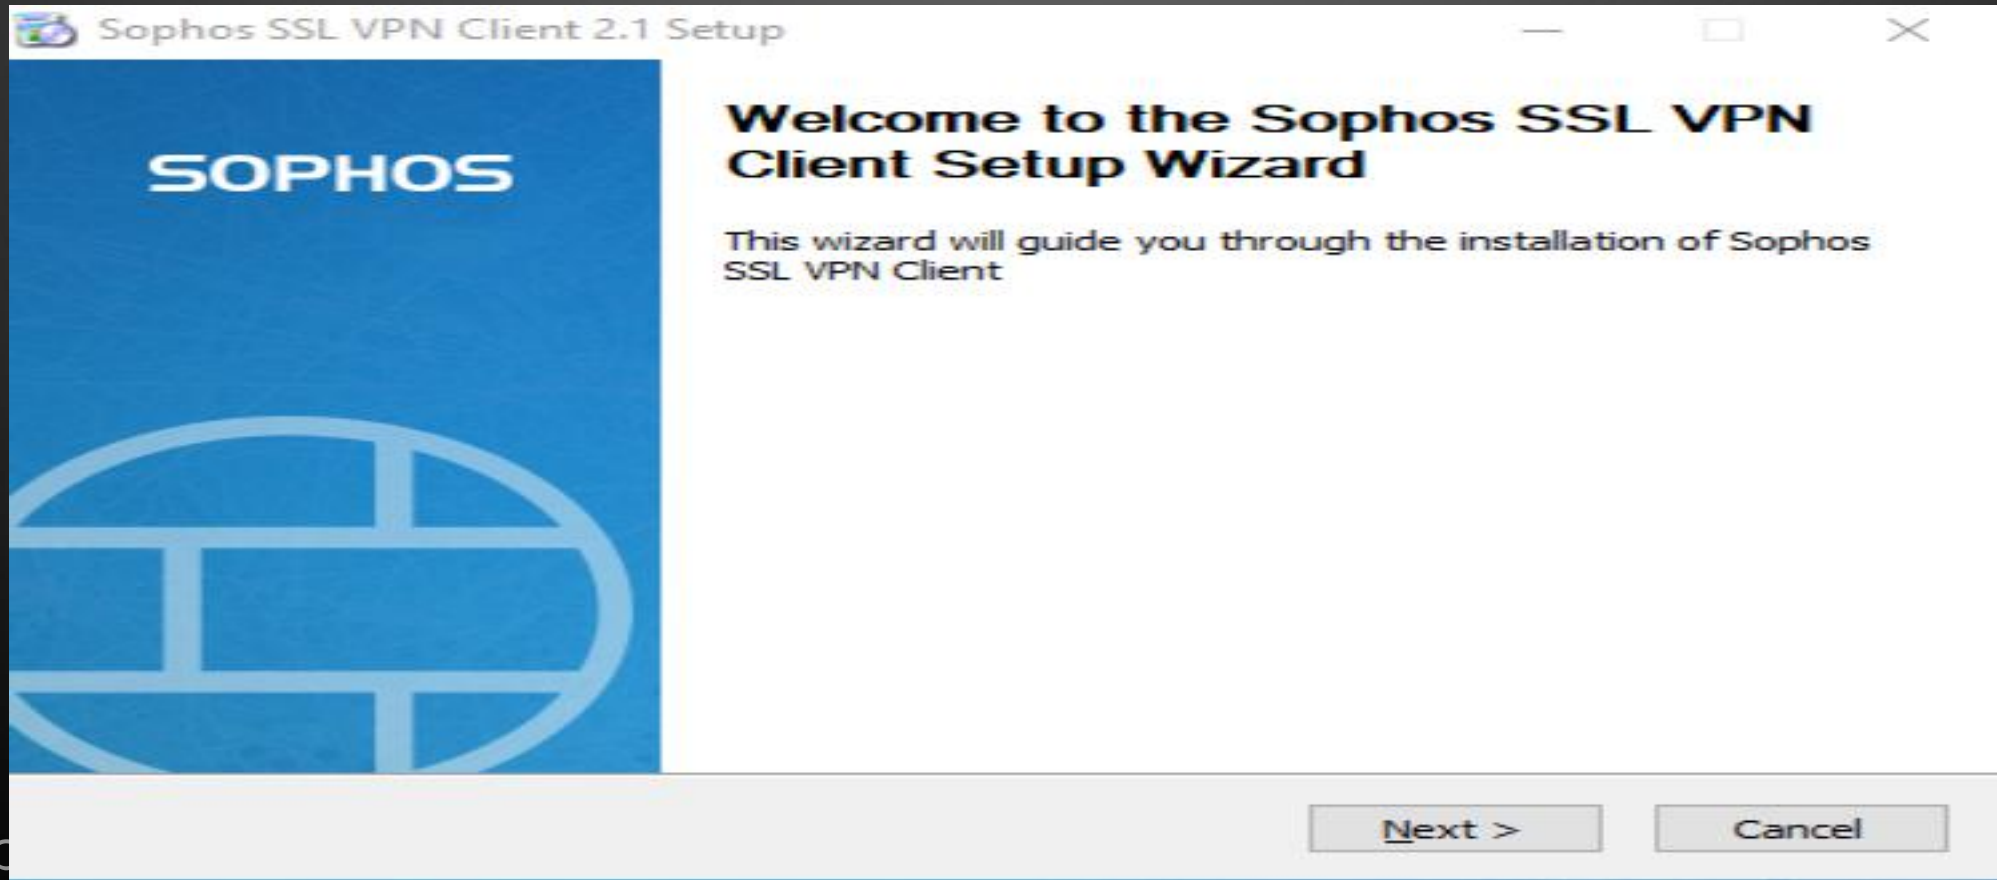 Sophos SSL VPN Client 2.1 Setup
SOPHOS
Welcome to the Sophos SSL VPN
Client Setup Wizard
This wizard will guide you through the installation of Sophos
SSL VPN Client
Next >
Cancel